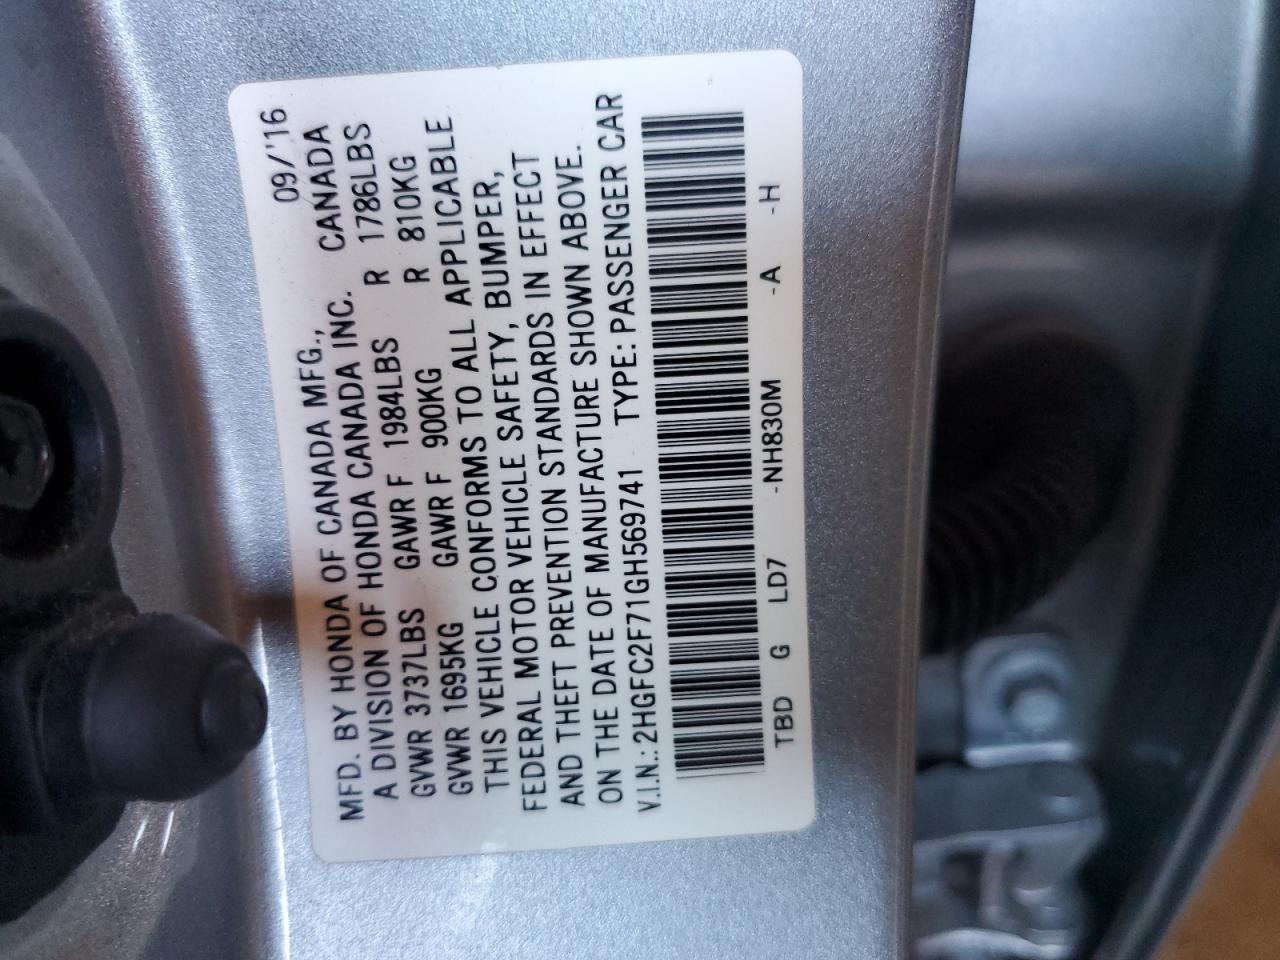 09/'16
MFD. BY HONDA OF CANADA MFG., CANADA
A DIVISION OF HONDA CANADA INC.
GVWR 3737LBS GAWR F 1984LBS R 1786LBS
GVWR 1695KG GAWR F 900KG R 810KG
THIS VEHICLE CONFORMS TO ALL APPLICABLE
FEDERAL MOTOR VEHICLE SAFETY, BUMPER,
AND THEFT PREVENTION STANDARDS IN EFFECT
ON THE DATE OF MANUFACTURE SHOWN ABOVE.
V.I.N.: 2HGFC2F71GH569741 TYPE: PASSENGER CAR
TBD G LD7 -NH830M -A -H